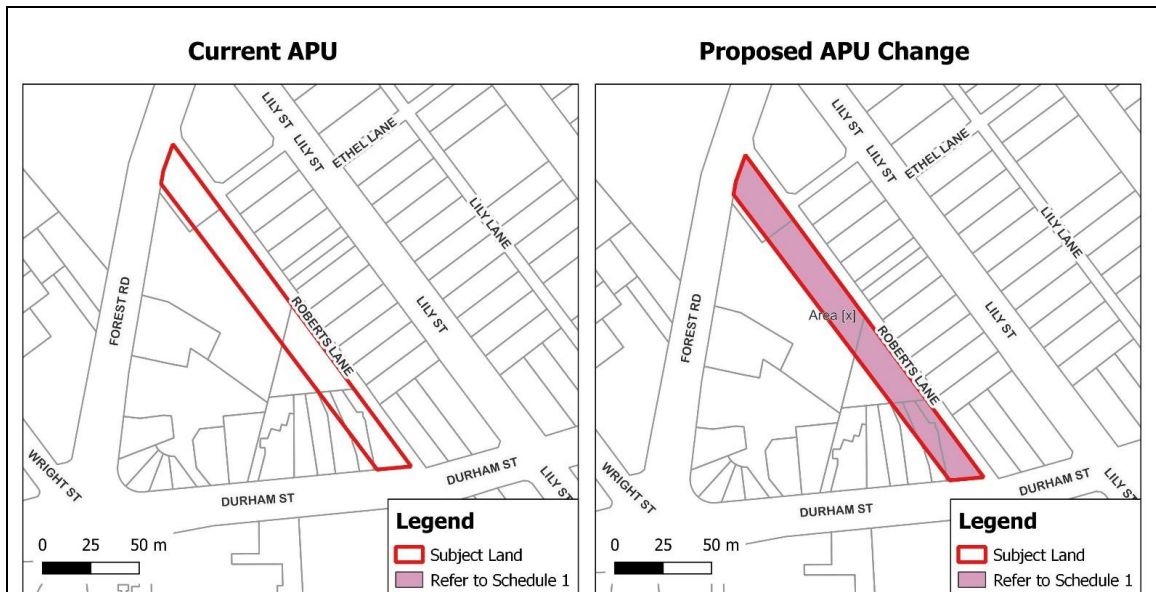 Current APU
LILY ST
LILY ST
ETHEL LANE
LILY LANE
FOREST RD
ROBERTS LANE
LILY ST
WRIGHT ST
DURHAM ST
DURHAM ST
LILY ST
0 25 50 m
Legend
Subject Land
Refer to Schedule 1
Proposed APU Change
LILY ST
LILY ST
ETHEL LANE
LILY LANE
FOREST RD
Area [x]
ROBERTS LANE
LILY ST
WRIGHT ST
DURHAM ST
DURHAM ST
LILY ST
0 25 50 m
Legend
Subject Land
Refer to Schedule 1